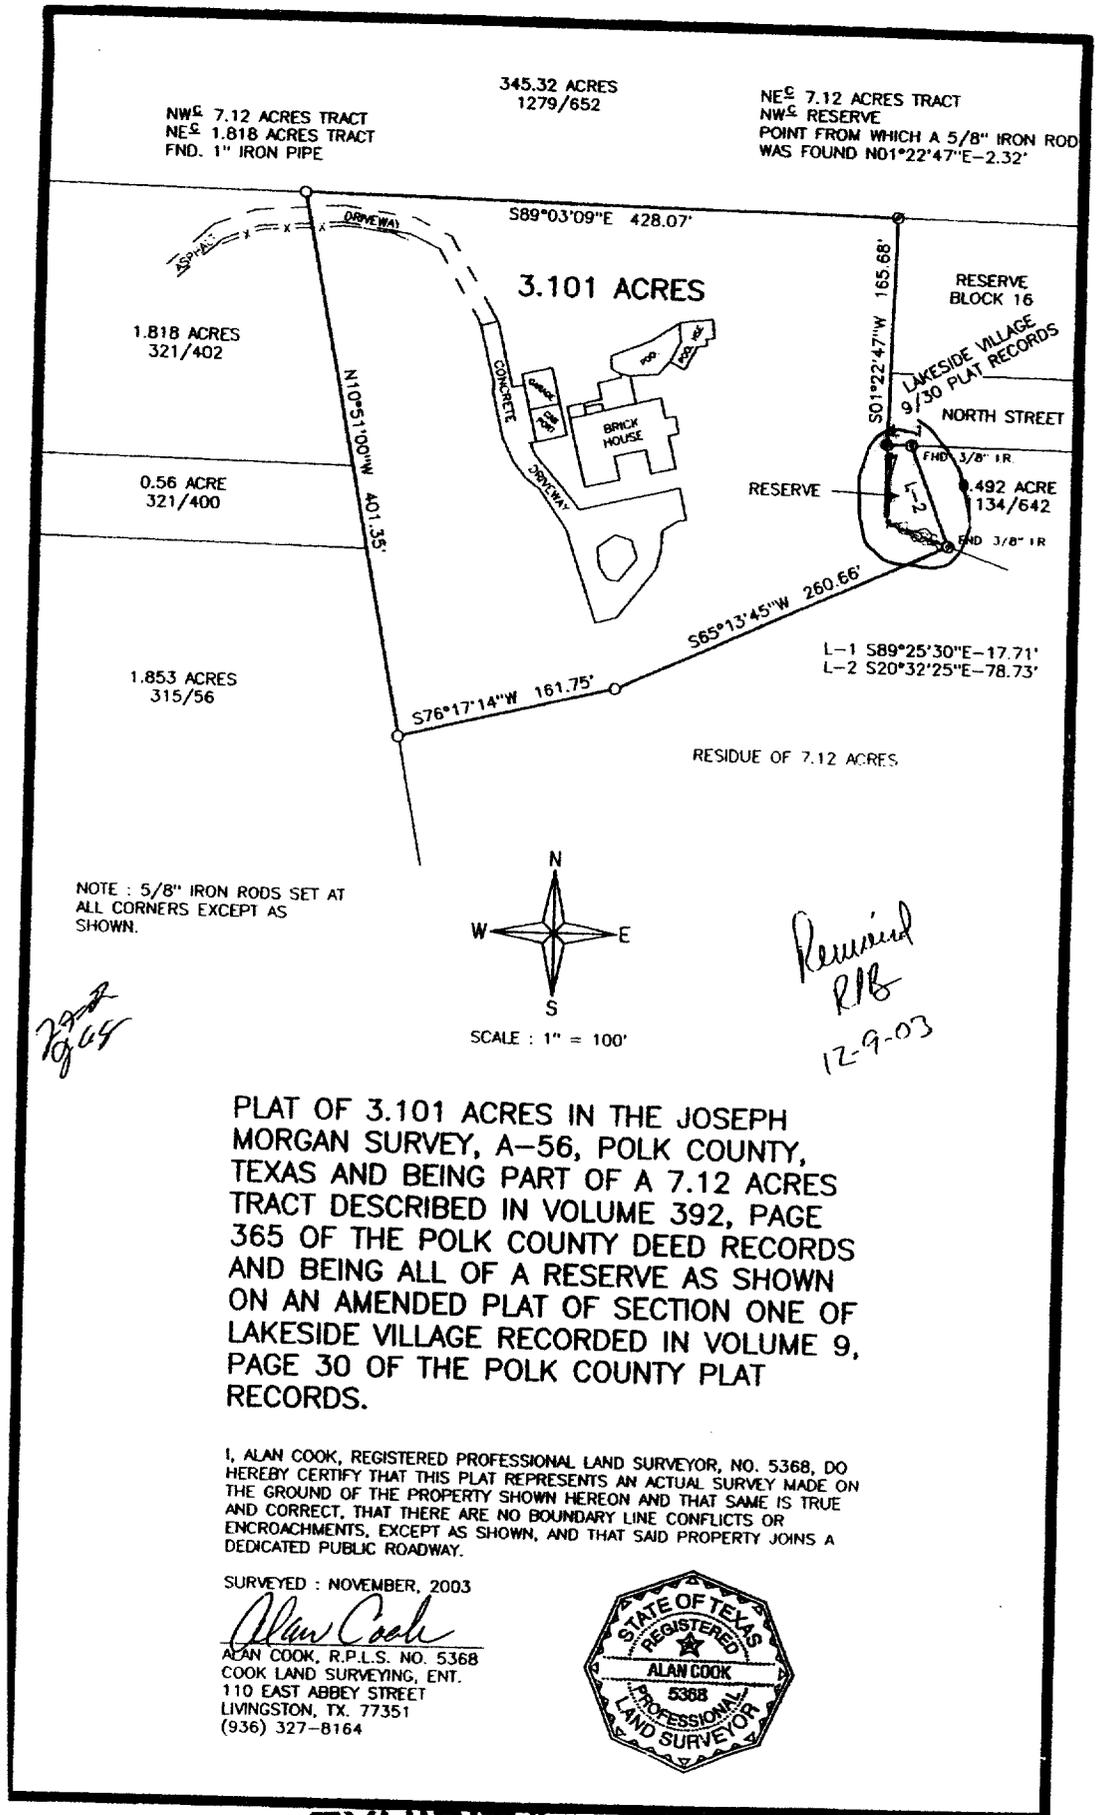 345.32 ACRES
1279/652
NWC 7.12 ACRES TRACT
NEC 1.818 ACRES TRACT
FND. 1" IRON PIPE
NEC 7.12 ACRES TRACT
NWC RESERVE
POINT FROM WHICH A 5/8" IRON ROD
WAS FOUND N01°22'47"E-2.32'
S89°03'09"E 428.07'
DRIVEWAY
ASPHALT
3.101 ACRES
S01°22'47"W 165.68'
RESERVE
BLOCK 16
LAKESIDE VILLAGE
9/30 PLAT RECORDS
1.818 ACRES
321/402
N10°51'00"W 401.35'
CONCRETE
DRIVEWAY
GARAGE
CAR
PORT
POOL
POOL HSE
BRICK
HOUSE
NORTH STREET
L-1
FND 3/8" I.R.
0.56 ACRE
321/400
RESERVE
L-2
.492 ACRE
134/642
FND 3/8" I.R
S65°13'45"W 260.66'
L-1 S89°25'30"E-17.71'
L-2 S20°32'25"E-78.73'
1.853 ACRES
315/56
S76°17'14"W 161.75'
RESIDUE OF 7.12 ACRES
NOTE : 5/8" IRON RODS SET AT
ALL CORNERS EXCEPT AS
SHOWN.
N
W E
S
SCALE : 1" = 100'
RPB
12-9-03
PLAT OF 3.101 ACRES IN THE JOSEPH
MORGAN SURVEY, A-56, POLK COUNTY,
TEXAS AND BEING PART OF A 7.12 ACRES
TRACT DESCRIBED IN VOLUME 392, PAGE
365 OF THE POLK COUNTY DEED RECORDS
AND BEING ALL OF A RESERVE AS SHOWN
ON AN AMENDED PLAT OF SECTION ONE OF
LAKESIDE VILLAGE RECORDED IN VOLUME 9,
PAGE 30 OF THE POLK COUNTY PLAT
RECORDS.
I, ALAN COOK, REGISTERED PROFESSIONAL LAND SURVEYOR, NO. 5368, DO
HEREBY CERTIFY THAT THIS PLAT REPRESENTS AN ACTUAL SURVEY MADE ON
THE GROUND OF THE PROPERTY SHOWN HEREON AND THAT SAME IS TRUE
AND CORRECT, THAT THERE ARE NO BOUNDARY LINE CONFLICTS OR
ENCROACHMENTS, EXCEPT AS SHOWN, AND THAT SAID PROPERTY JOINS A
DEDICATED PUBLIC ROADWAY.
SURVEYED : NOVEMBER, 2003
Alan Cook
ALAN COOK, R.P.L.S. NO. 5368
COOK LAND SURVEYING, ENT.
110 EAST ABBEY STREET
LIVINGSTON, TX. 77351
(936) 327-8164
STATE OF TEXAS
REGISTERED
ALAN COOK
5368
PROFESSIONAL
LAND SURVEYOR